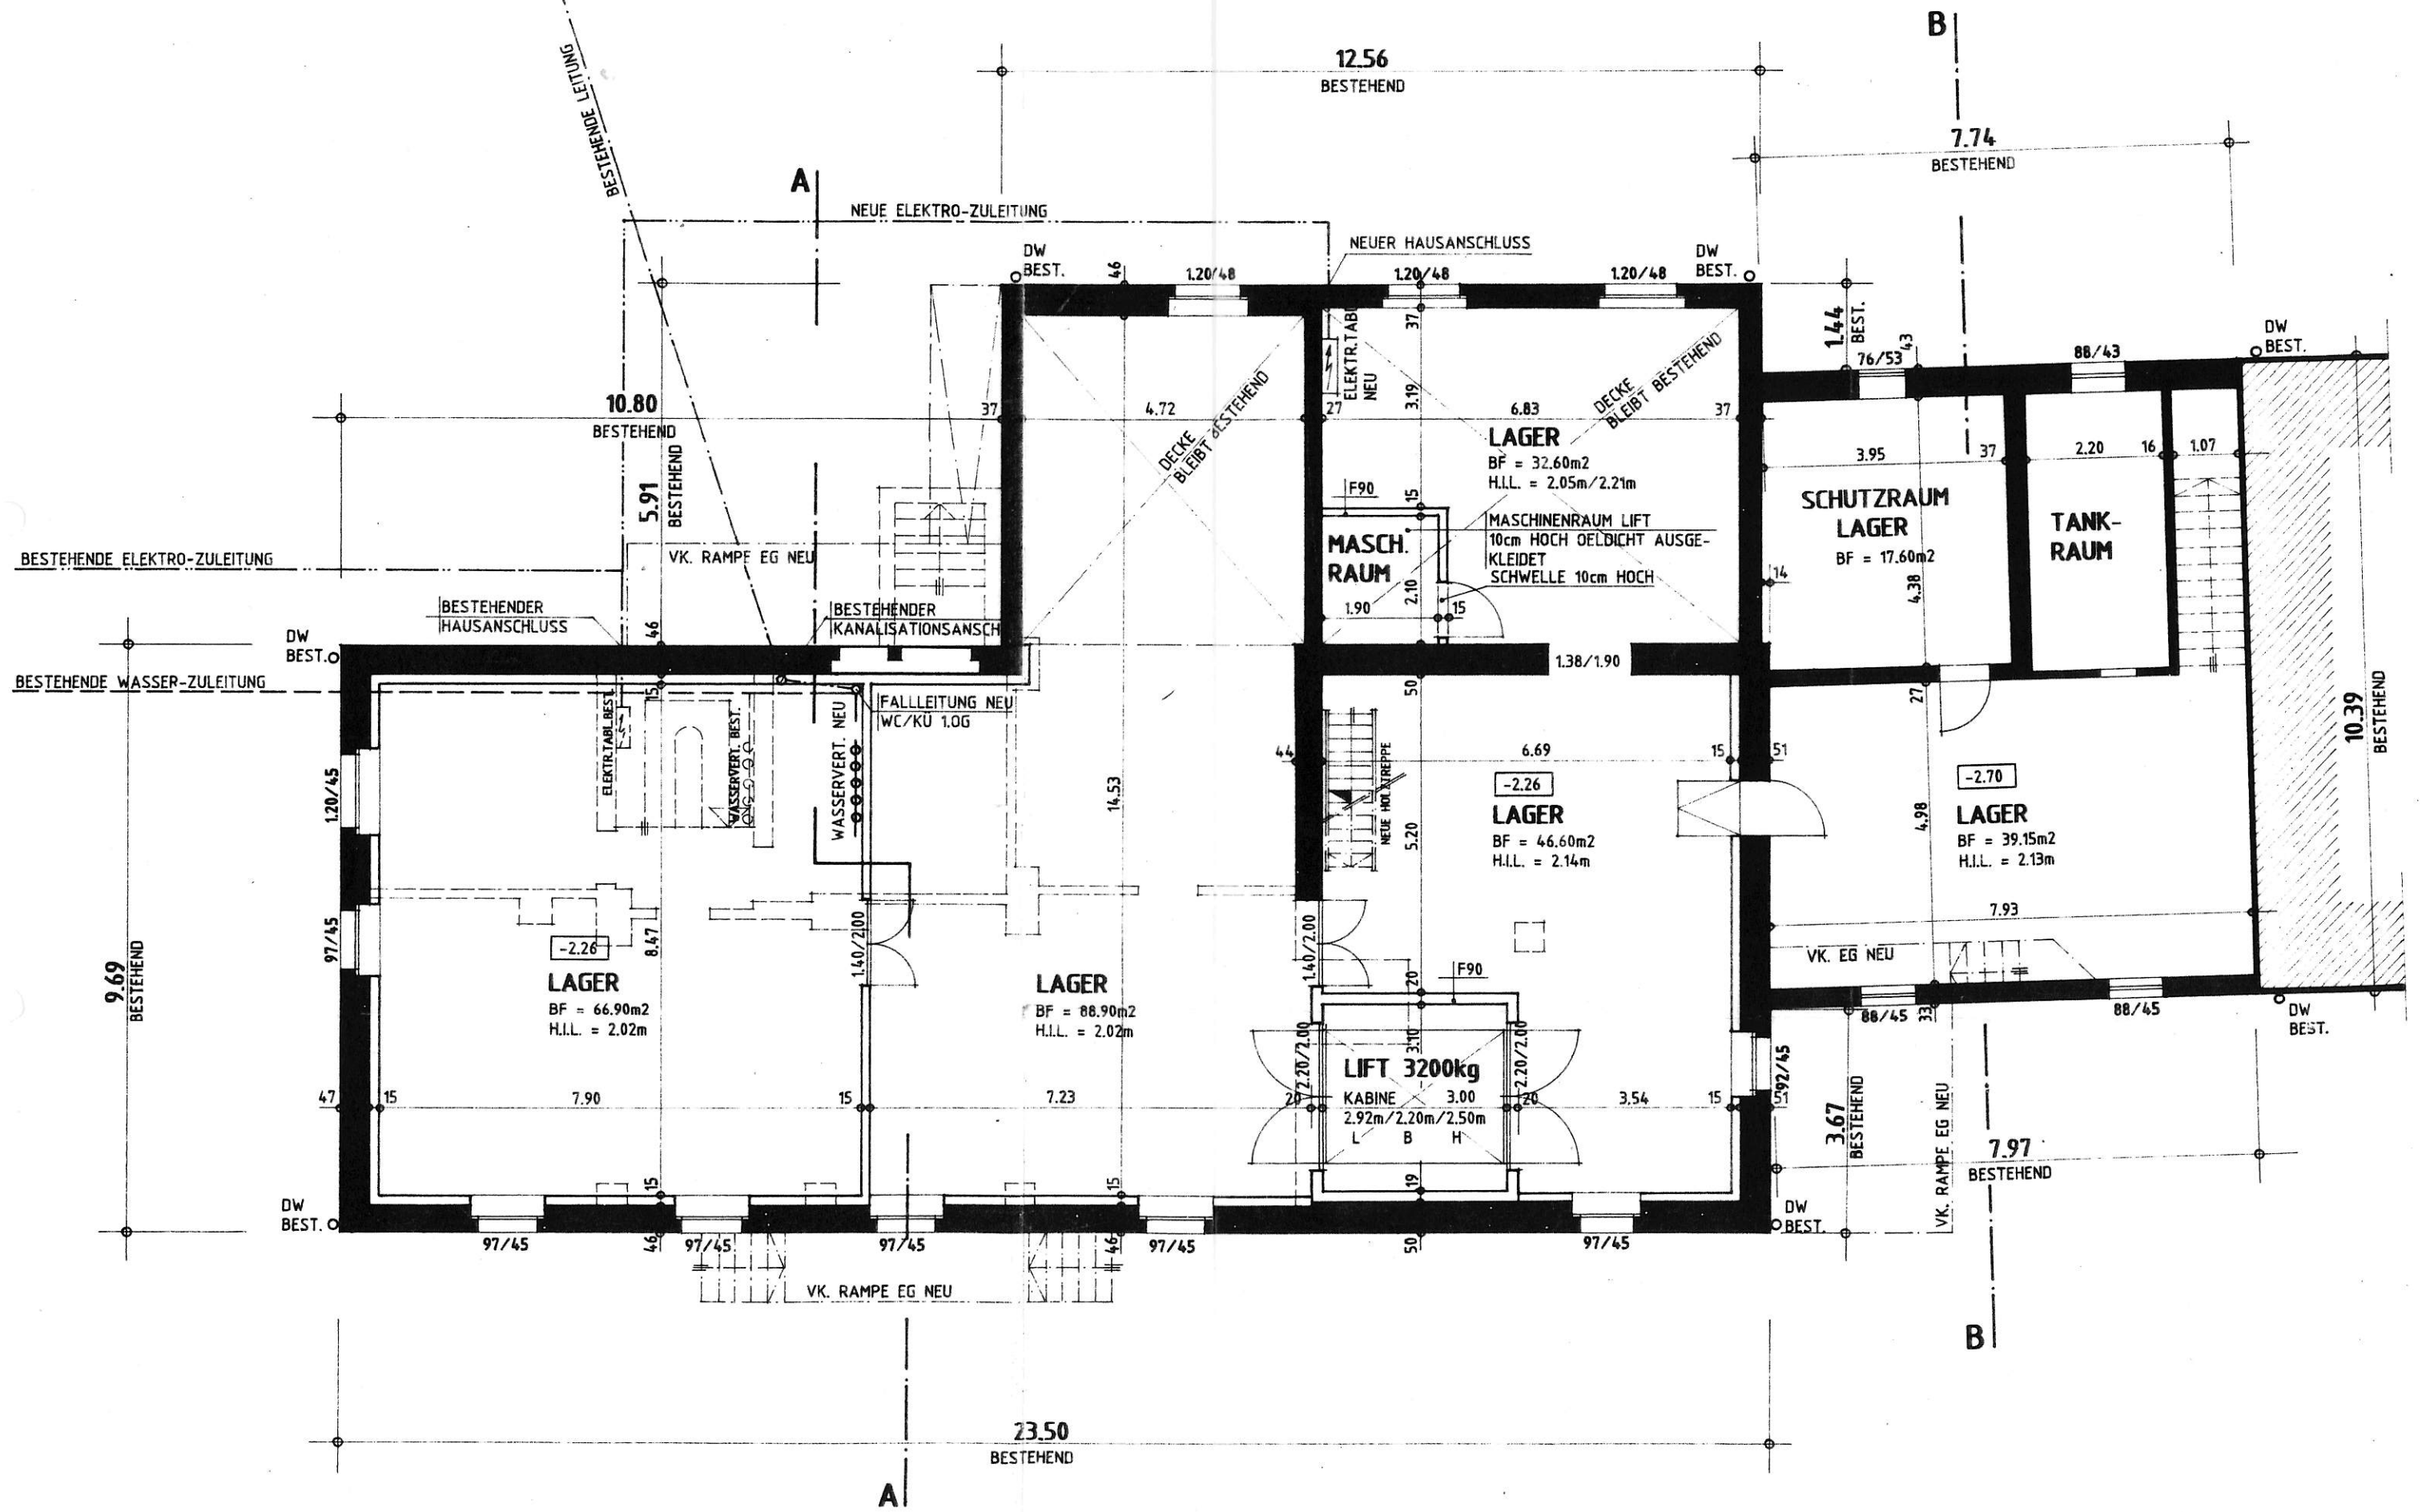 B
12.56
BESTEHEND
7.74
BESTEHEND
BESTEHENDE LEITUNG
A
NEUE ELEKTRO-ZULEITUNG
NEUER HAUSANSCHLUSS
DW
BEST.
46
1.20/48
1.20/48
1.20/48
DW
BEST.
1.44
BEST.
76/53
43
88/43
DW
BEST.
10.80
BESTEHEND
37
4.72
27
37
3.19
ELEKTR.TABL
NEU
6.83
37
DECKE
BLEIBT BESTEHEND
DECKE
BLEIBT BESTEHEND
LAGER
BF = 32.60m2
H.I.L. = 2.05m/2.21m
3.95
37
2.20
16
1.07
5.91
BESTEHEND
F90
15
SCHUTZRAUM
LAGER
BF = 17.60m2
4.38
TANK-
RAUM
MASCH.
RAUM
MASCHINENRAUM LIFT
10cm HOCH OELDICHT AUSGE-
KLEIDET
SCHWELLE 10cm HOCH
2.10
1.90
15
14
BESTEHENDE ELEKTRO-ZULEITUNG
VK. RAMPE EG NEU
BESTEHENDER
HAUSANSCHLUSS
BESTEHENDER
KANALISATIONSANSCH
46
DW
BEST.
BESTEHENDE WASSER-ZULEITUNG
15
1.38/1.90
50
27
FALLLEITUNG NEU
WC/KÜ 1.OG
ELEKTR.TABL.BEST.
WASSERVERT. BEST.
WASSERVERT. NEU
44
6.69
15
51
NEUE HOLZTREPPE
10.39
BESTEHEND
1.20/45
14.53
-2.26
LAGER
BF = 46.60m2
H.I.L. = 2.14m
5.20
-2.70
LAGER
BF = 39.15m2
H.I.L. = 2.13m
4.98
7.93
97/45
8.47
1.40/2.00
1.40/2.00
9.69
BESTEHEND
-2.26
LAGER
BF = 66.90m2
H.I.L. = 2.02m
LAGER
BF = 88.90m2
H.I.L. = 2.02m
20
F90
VK. EG NEU
88/45
33
88/45
DW
BEST.
2.20/2.00
3.10
2.20/2.00
LIFT 3200kg
KABINE 3.00
2.92m/2.20m/2.50m
L B H
92/45
47
15
7.90
15
7.23
20
20
3.54
15
51
3.67
BESTEHEND
VK. RAMPE EG NEU
7.97
BESTEHEND
15
15
19
DW
BEST.
DW
BEST.
97/45
46
97/45
97/45
46
97/45
50
97/45
VK. RAMPE EG NEU
B
23.50
BESTEHEND
A